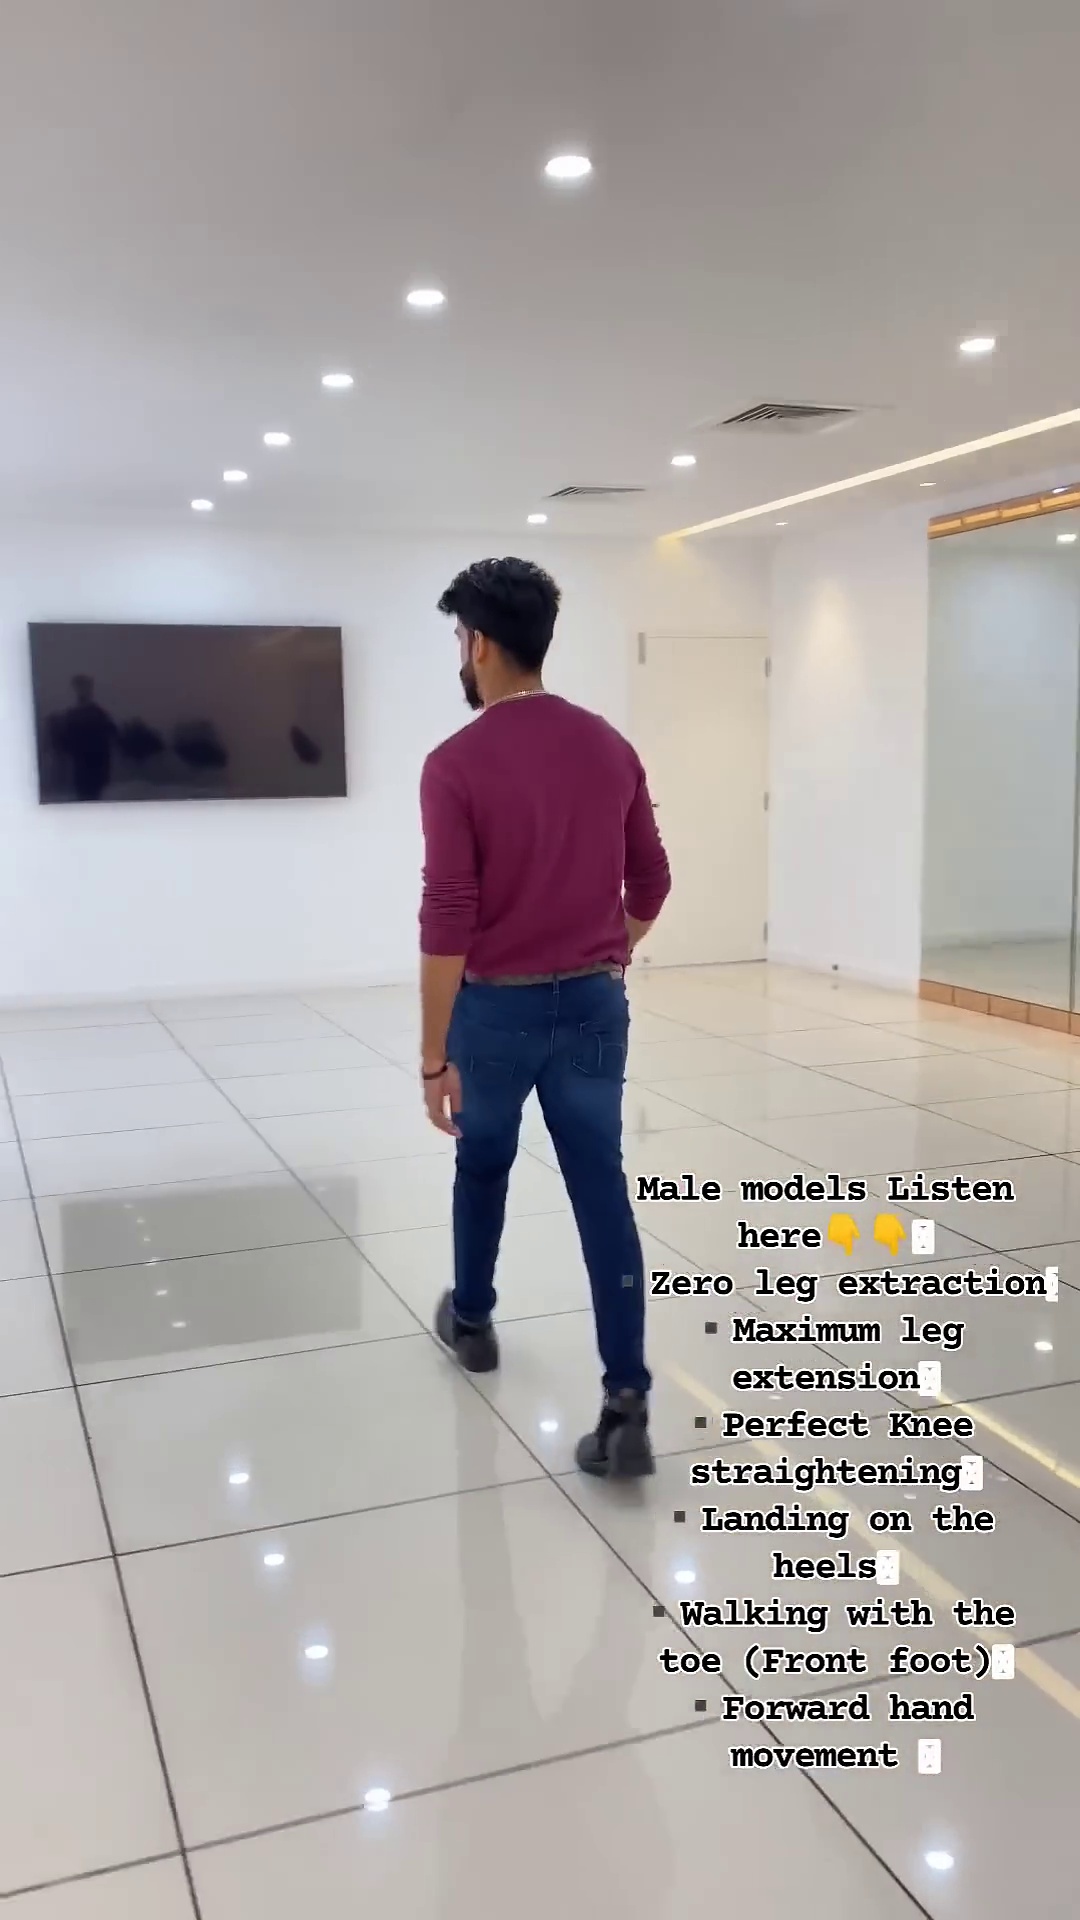 Male models Listen
here👇👇
▪ Zero leg extraction
▪ Maximum leg
extension
▪ Perfect Knee
straightening
▪ Landing on the
heels
▪ Walking with the
toe (Front foot)
▪ Forward hand
movement